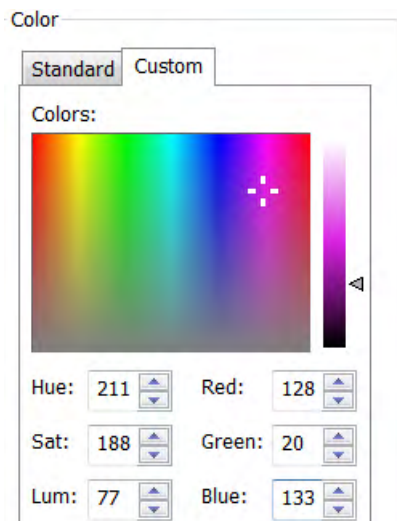 Color
Standard Custom
Colors:
Hue: 211 Red: 128
Sat: 188 Green: 20
Lum: 77 Blue: 133